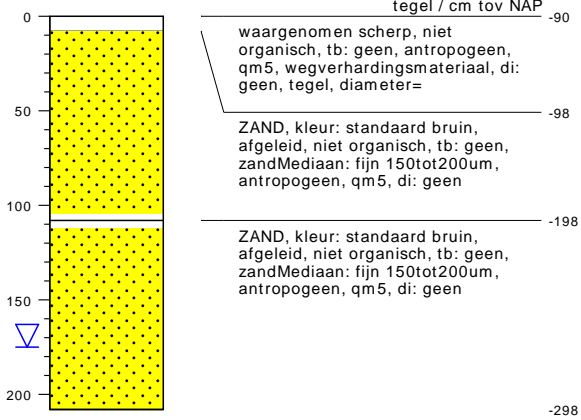 tegel / cm tov NAP
0
-90
waargenomen scherp, niet
organisch, tb: geen, antropogeen,
qm5, wegverhardingsmateriaal, di:
geen, tegel, diameter=
50
-98
ZAND, kleur: standaard bruin,
afgeleid, niet organisch, tb: geen,
zandMediaan: fijn 150tot200um,
antropogeen, qm5, di: geen
100
-198
ZAND, kleur: standaard bruin,
afgeleid, niet organisch, tb: geen,
zandMediaan: fijn 150tot200um,
antropogeen, qm5, di: geen
150
200
-298